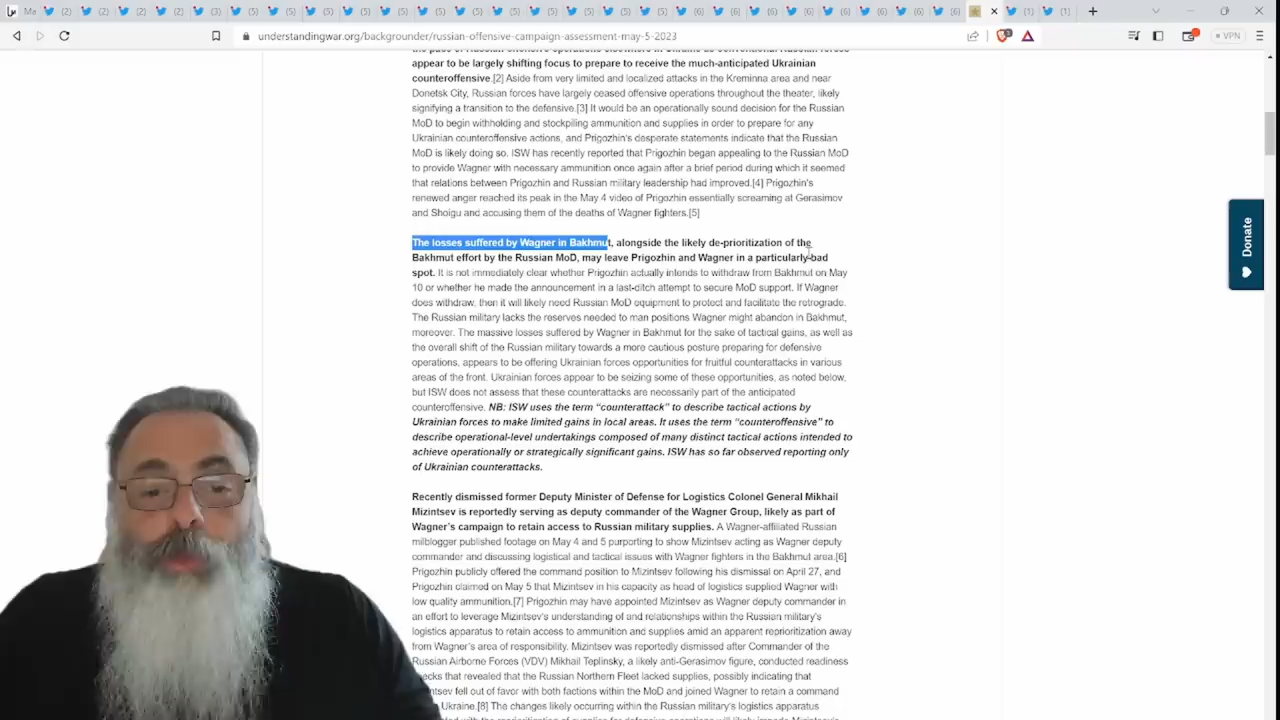 Ma
(2)
(2)
(2)
(2)
(3)
(5)
(5)
(5)
(5)
(5)
(5)
(5)
(5)
(5)
(5)
(5)
(6)
(6)
(6)
(6)
(6)
(6)
(6)
(6)
(1)
(1)
understandingwar.org/backgrounder/russian-offensive-campaign-assessment-may-5-2023
VPN
appear to be largely shifting focus to prepare to receive the much-anticipated Ukrainian
counteroffensive.[2] Aside from very limited and localized attacks in the Kreminna area and near
Donetsk City, Russian forces have largely ceased offensive operations throughout the theater, likely
signifying a transition to the defensive.[3] It would be an operationally sound decision for the Russian
MoD to begin withholding and stockpiling ammunition and supplies in order to prepare for any
Ukrainian counteroffensive actions, and Prigozhin's desperate statements indicate that the Russian
MoD is likely doing so. ISW has recently reported that Prigozhin began appealing to the Russian MoD
to provide Wagner with necessary ammunition once again after a brief period during which it seemed
that relations between Prigozhin and Russian military leadership had improved.[4] Prigozhin's
renewed anger reached its peak in the May 4 video of Prigozhin essentially screaming at Gerasimov
and Shoigu and accusing them of the deaths of Wagner fighters.[5]
The losses suffered by Wagner in Bakhmut, alongside the likely de-prioritization of the
Bakhmut effort by the Russian MoD, may leave Prigozhin and Wagner in a particularly bad
spot. It is not immediately clear whether Prigozhin actually intends to withdraw from Bakhmut on May
10 or whether he made the announcement in a last-ditch attempt to secure MoD support. If Wagner
does withdraw, then it will likely need Russian MoD equipment to protect and facilitate the retrograde.
The Russian military lacks the reserves needed to man positions Wagner might abandon in Bakhmut,
moreover. The massive losses suffered by Wagner in Bakhmut for the sake of tactical gains, as well as
the overall shift of the Russian military towards a more cautious posture preparing for defensive
operations, appears to be offering Ukrainian forces opportunities for fruitful counterattacks in various
areas of the front. Ukrainian forces appear to be seizing some of these opportunities, as noted below,
but ISW does not assess that these counterattacks are necessarily part of the anticipated
counteroffensive. NB: ISW uses the term “counterattack” to describe tactical actions by
Ukrainian forces to make limited gains in local areas. It uses the term “counteroffensive” to
describe operational-level undertakings composed of many distinct tactical actions intended to
achieve operationally or strategically significant gains. ISW has so far observed reporting only
of Ukrainian counterattacks.
Recently dismissed former Deputy Minister of Defense for Logistics Colonel General Mikhail
Mizintsev is reportedly serving as deputy commander of the Wagner Group, likely as part of
Wagner's campaign to retain access to Russian military supplies. A Wagner-affiliated Russian
milblogger published footage on May 4 and 5 purporting to show Mizintsev acting as Wagner deputy
commander and discussing logistical and tactical issues with Wagner fighters in the Bakhmut area.[6]
Prigozhin publicly offered the command position to Mizintsev following his dismissal on April 27, and
Prigozhin claimed on May 5 that Mizintsev in his capacity as head of logistics supplied Wagner with
low quality ammunition.[7] Prigozhin may have appointed Mizintsev as Wagner deputy commander in
an effort to leverage Mizintsev's understanding of and relationships within the Russian military's
logistics apparatus to retain access to ammunition and supplies amid an apparent reprioritization away
from Wagner's area of responsibility. Mizintsev was reportedly dismissed after Commander of the
Russian Airborne Forces (VDV) Mikhail Teplinsky, a likely anti-Gerasimov figure, conducted readiness
ecks that revealed that the Russian Northern Fleet lacked supplies, possibly indicating that
ntsev fell out of favor with both factions within the MoD and joined Wagner to retain a command
Ukraine.[8] The changes likely occurring within the Russian military's logistics apparatus
Donate